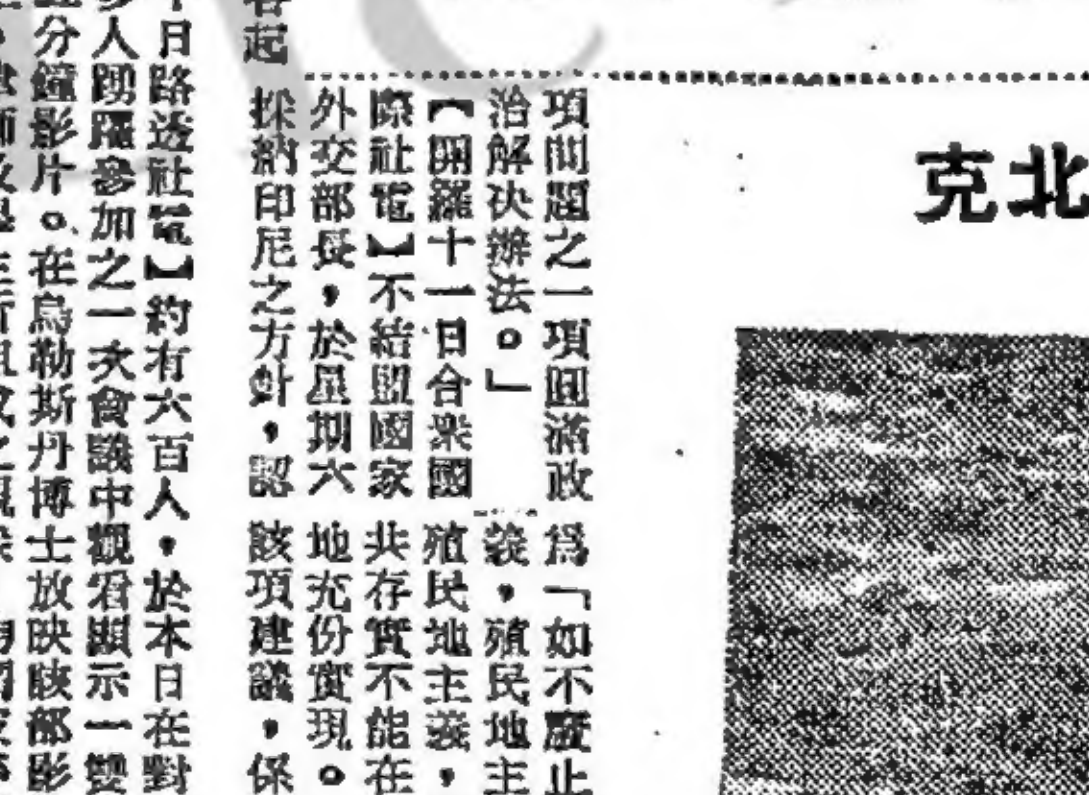 克北
項問題之一項圓滿政
治解决辦法。」
【開羅十一日合衆國
際社電】不結盟國家
外交部長,於星期六
採納印尼之方針,認
爲「如不廢止
義,殖民地主
殖民地主義,
共存實不能在
地充份實現。
該項建議,係
起
日路透社電】約有六百人,於本日在對
人踴躍參加之一次會議中觀看顯示一雙
分鐘影片。在烏勒斯丹博士放映該部影